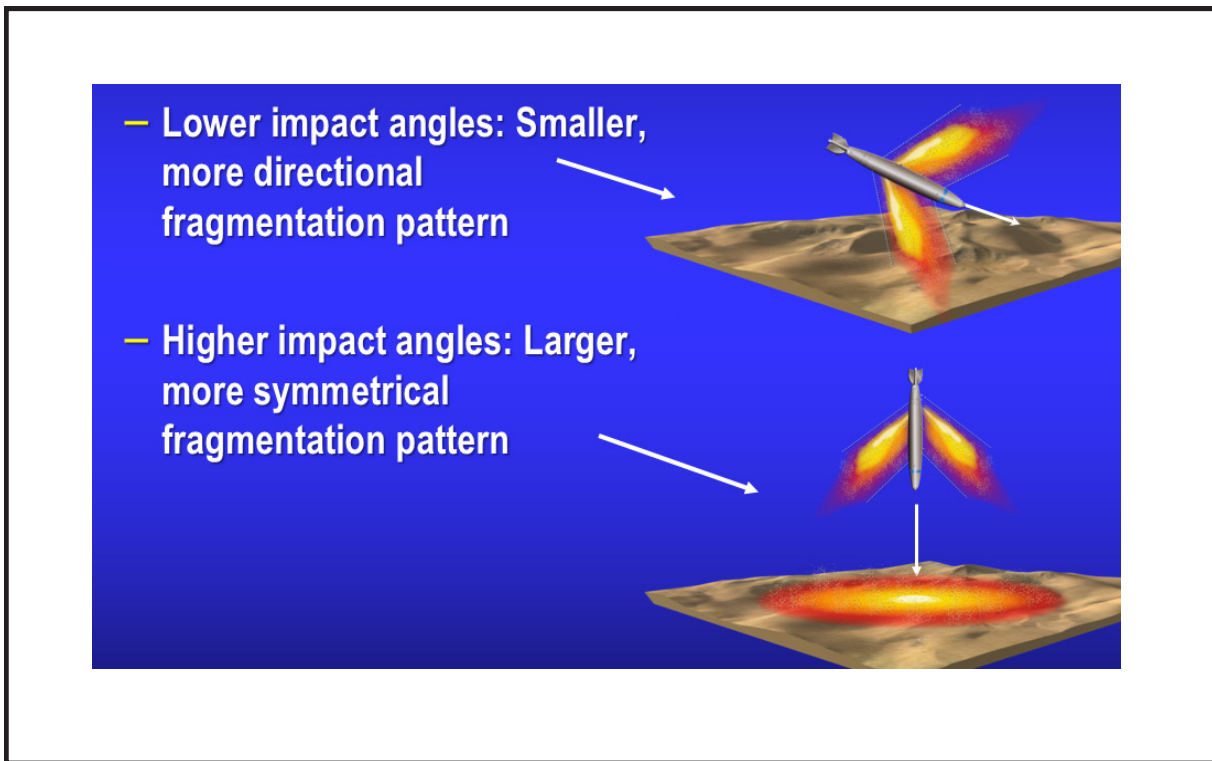 – Lower impact angles: Smaller,
more directional
fragmentation pattern
– Higher impact angles: Larger,
more symmetrical
fragmentation pattern